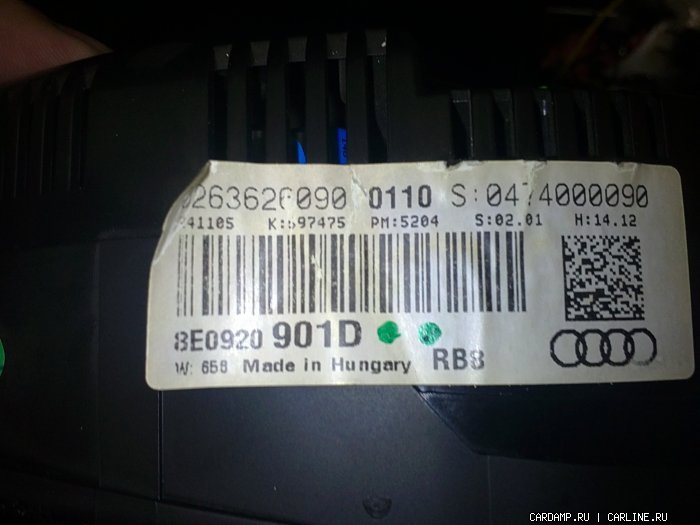 0263626090 0110 S:0474000090
241105 K:597475 PM:5204 S:02.01 H:14.12
8E0920 901D
W: 656 Made in Hungary RB8
CARDAMP.RU | CARLINE.RU